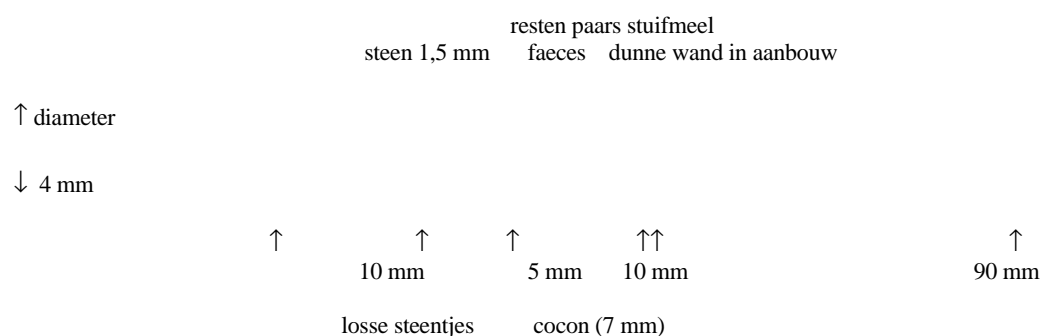 resten paars stuifmeel
steen 1,5 mm faeces dunne wand in aanbouw
↑ diameter
↓ 4 mm
↑ ↑ ↑ ↑↑ ↑
10 mm 5 mm 10 mm 90 mm
losse steentjes cocon (7 mm)